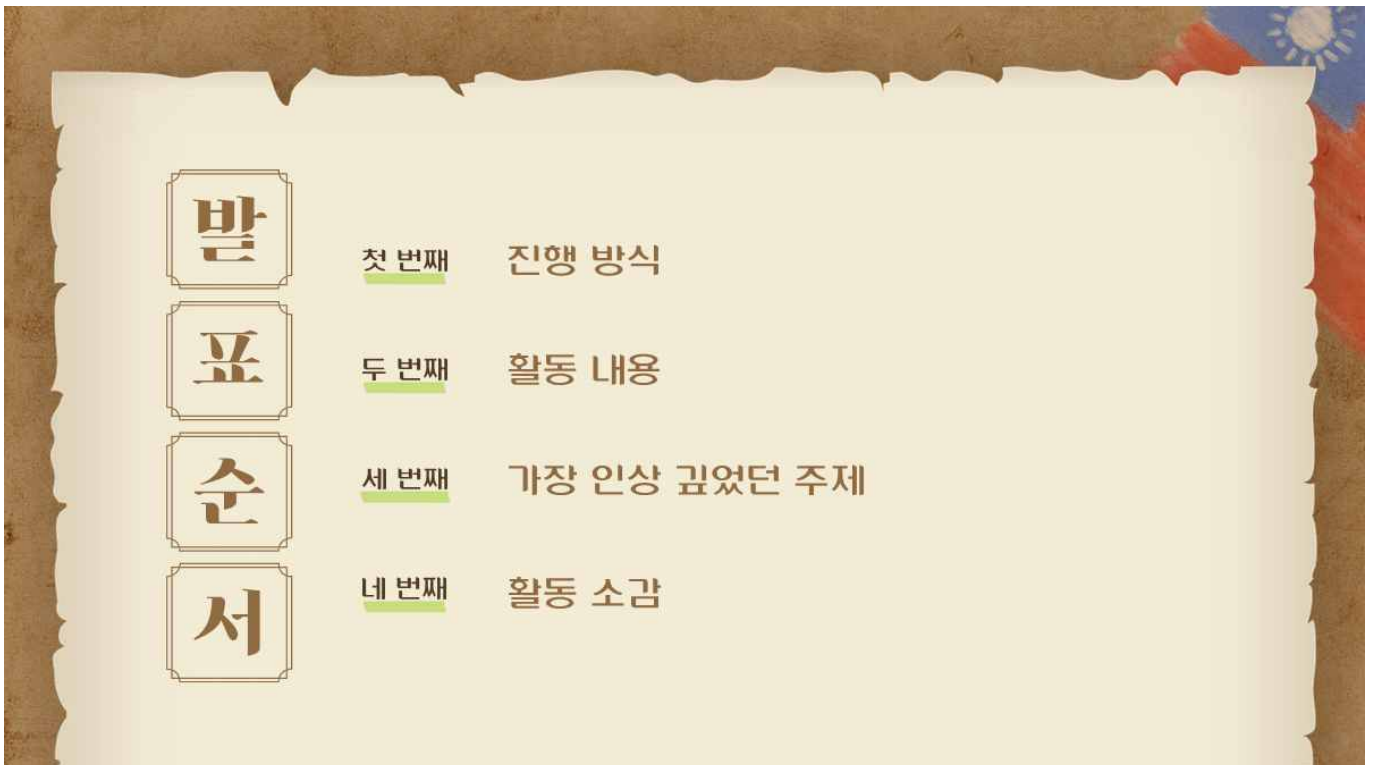 발표순서
첫 번째 진행 방식
두 번째 활동 내용
세 번째 가장 인상 깊었던 주제
네 번째 활동 소감